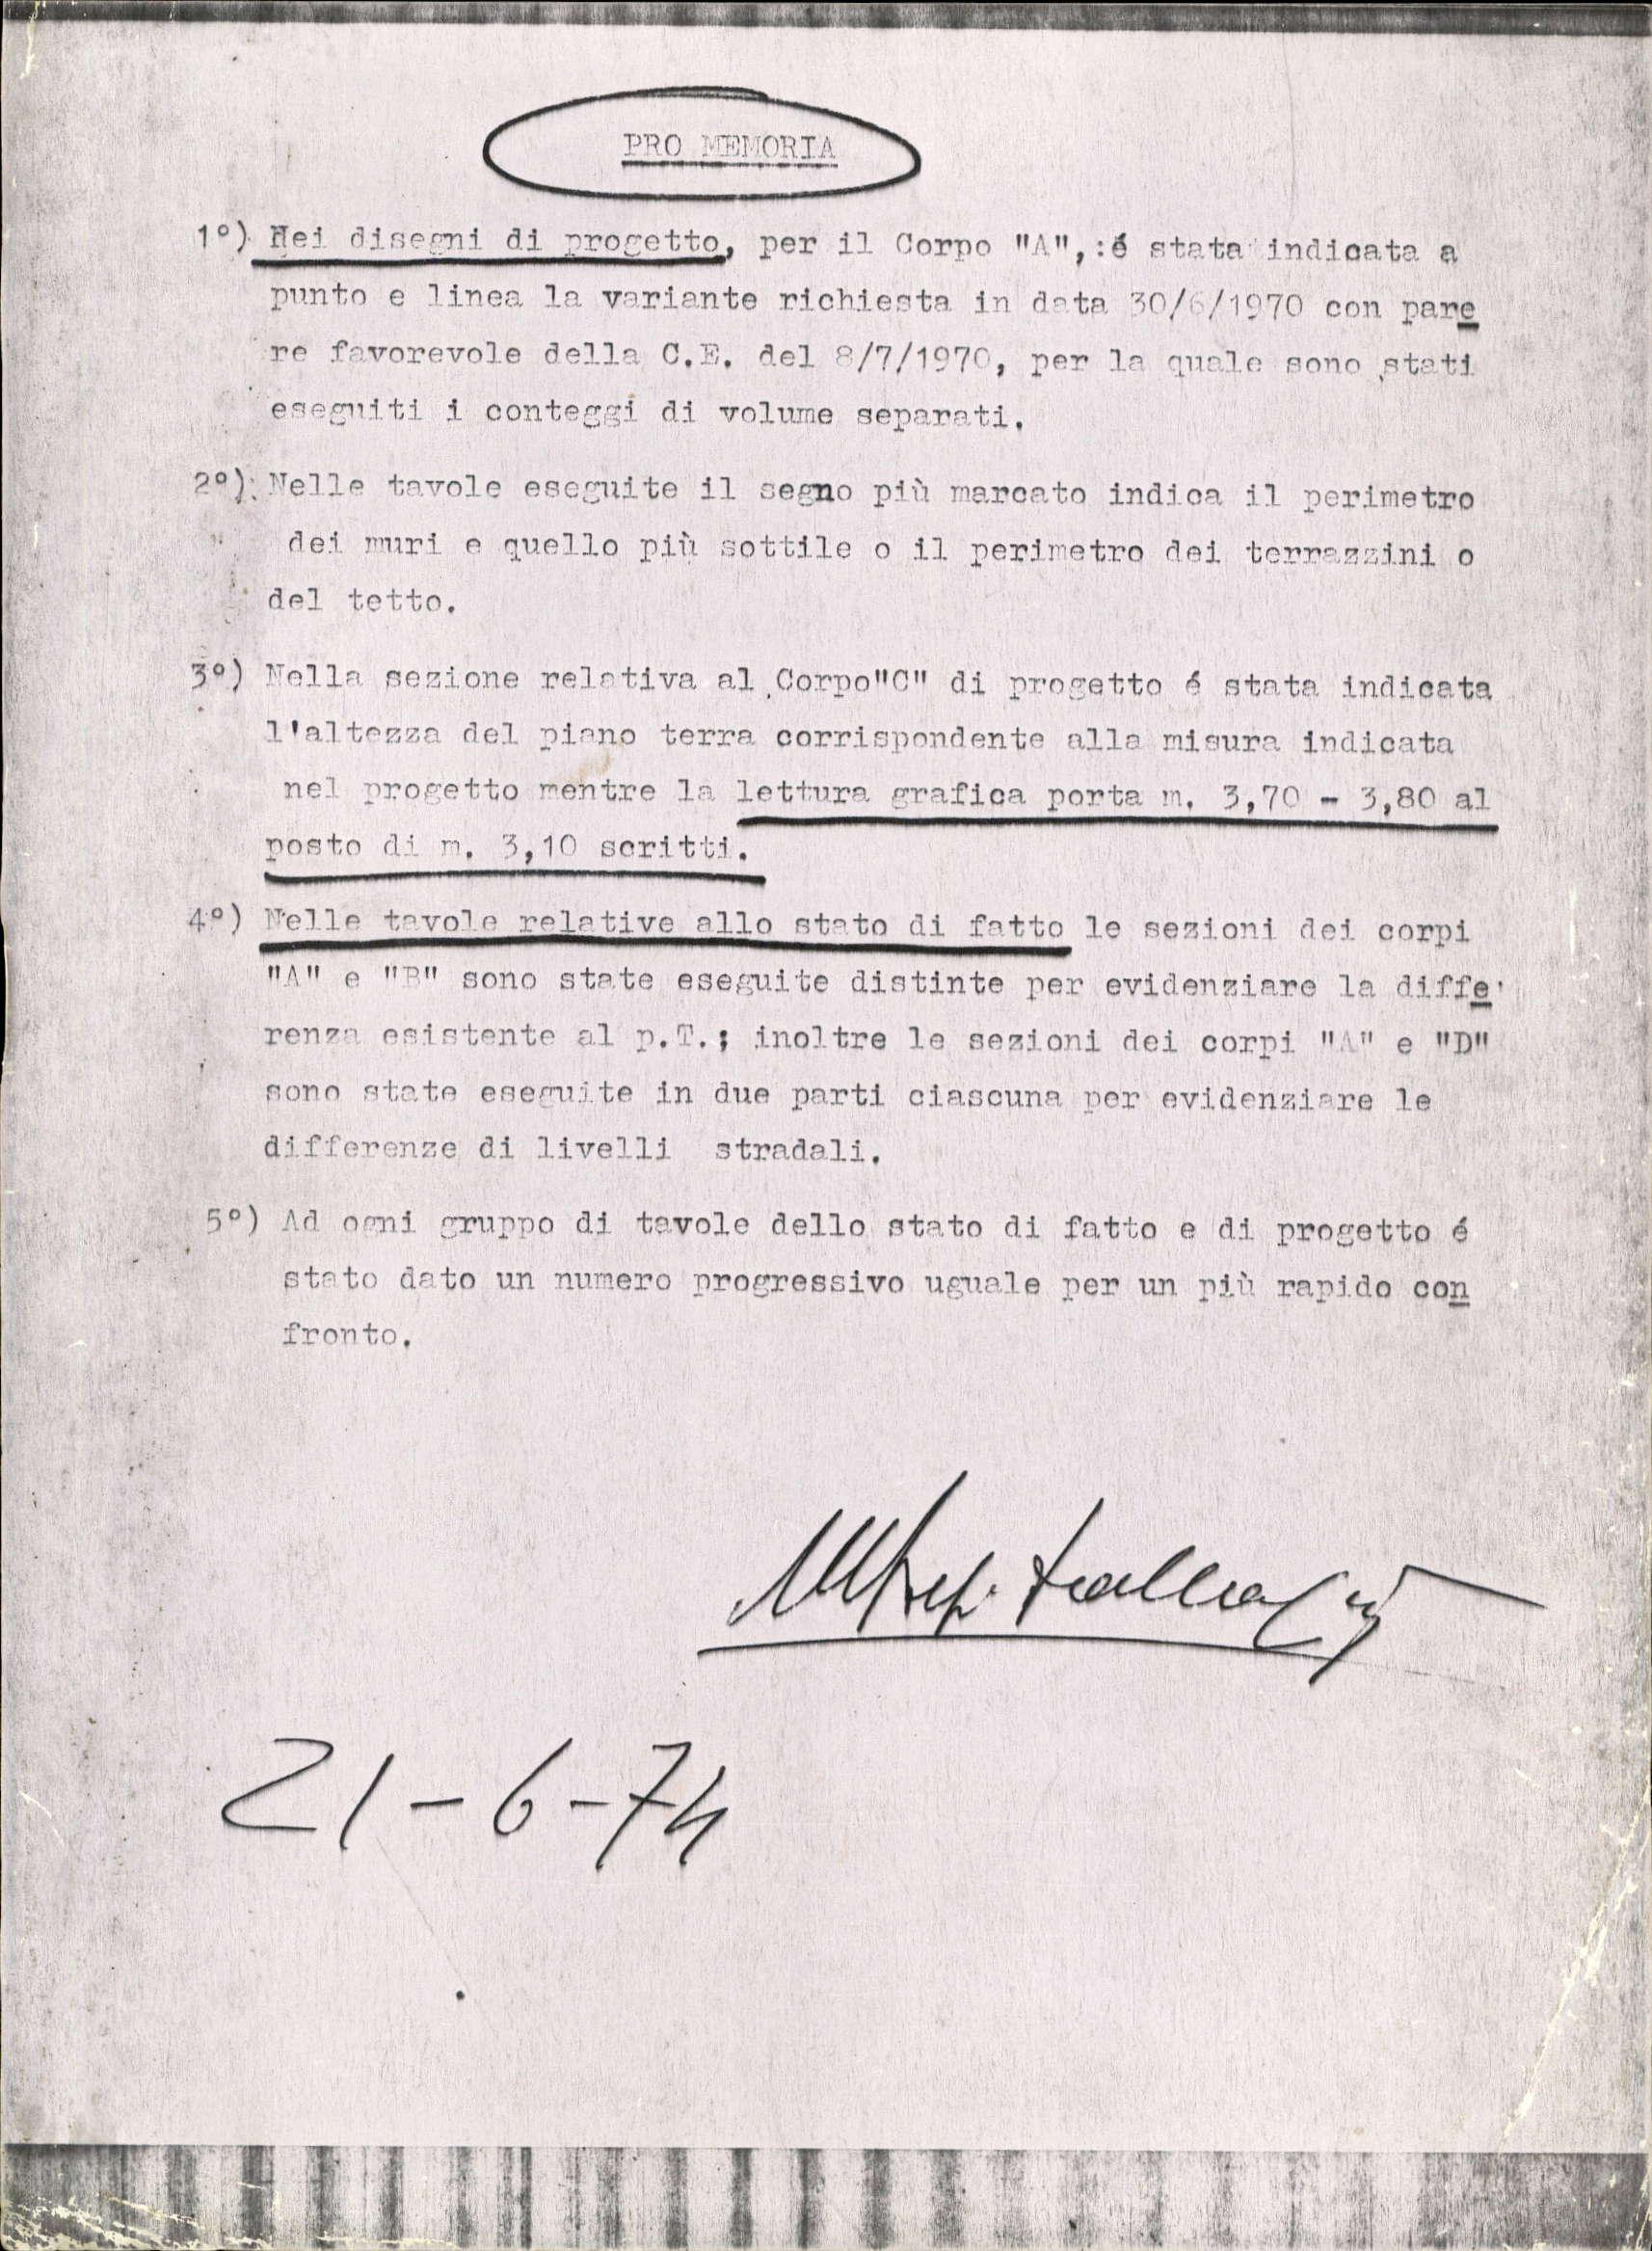 PRO MEMORIA
1°) Nei disegni di progetto, per il Corpo "A", é stata indicata a
punto e linea la variante richiesta in data 30/6/1970 con pare
re favorevole della C.E. del 8/7/1970, per la quale sono stati
eseguiti i conteggi di volume separati.
2°) Nelle tavole eseguite il segno più marcato indica il perimetro
dei muri e quello più sottile o il perimetro dei terrazzini o
del tetto.
3°) Nella sezione relativa al Corpo"C" di progetto é stata indicata
l'altezza del piano terra corrispondente alla misura indicata
nel progetto mentre la lettura grafica porta m. 3,70 - 3,80 al
posto di m. 3,10 scritti.
4°) Nelle tavole relative allo stato di fatto le sezioni dei corpi
"A" e "B" sono state eseguite distinte per evidenziare la diffe
renza esistente al p.T.; inoltre le sezioni dei corpi "A" e "D"
sono state eseguite in due parti ciascuna per evidenziare le
differenze di livelli stradali.
5°) Ad ogni gruppo di tavole dello stato di fatto e di progetto é
stato dato un numero progressivo uguale per un più rapido con
fronto.
21-6-74